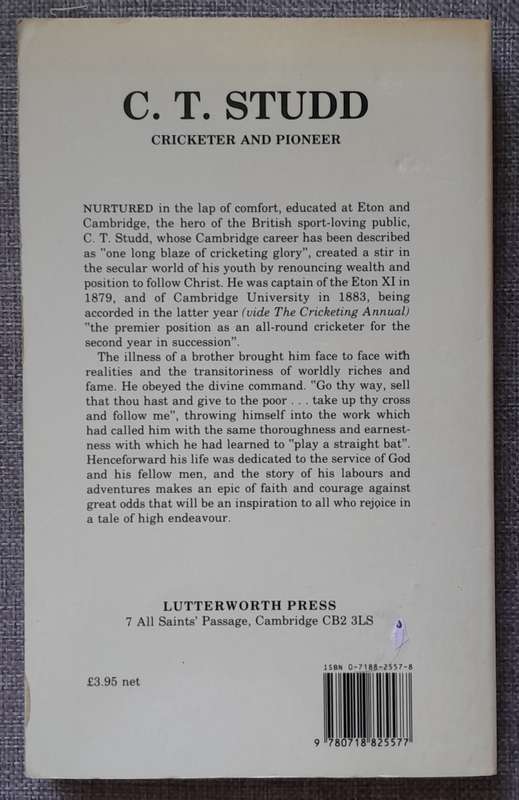 C. T. STUDD
CRICKETER AND PIONEER
NURTURED in the lap of comfort, educated at Eton and
Cambridge, the hero of the British sport-loving public,
C. T. Studd, whose Cambridge career has been described
as "one long blaze of cricketing glory", created a stir in
the secular world of his youth by renouncing wealth and
position to follow Christ. He was captain of the Eton XI in
1879, and of Cambridge University in 1883, being
accorded in the latter year (vide The Cricketing Annual)
"the premier position as an all-round cricketer for the
second year in succession".
The illness of a brother brought him face to face with
realities and the transitoriness of worldly riches and
fame. He obeyed the divine command. "Go thy way, sell
that thou hast and give to the poor . . . take up thy cross
and follow me", throwing himself into the work which
had called him with the same thoroughness and earnest-
ness with which he had learned to "play a straight bat".
Henceforward his life was dedicated to the service of God
and his fellow men, and the story of his labours and
adventures makes an epic of faith and courage against
great odds that will be an inspiration to all who rejoice in
a tale of high endeavour.
LUTTERWORTH PRESS
7 All Saints' Passage, Cambridge CB2 3LS
£3.95 net
ISBN 0-7188-2557-8
9 780718 825577